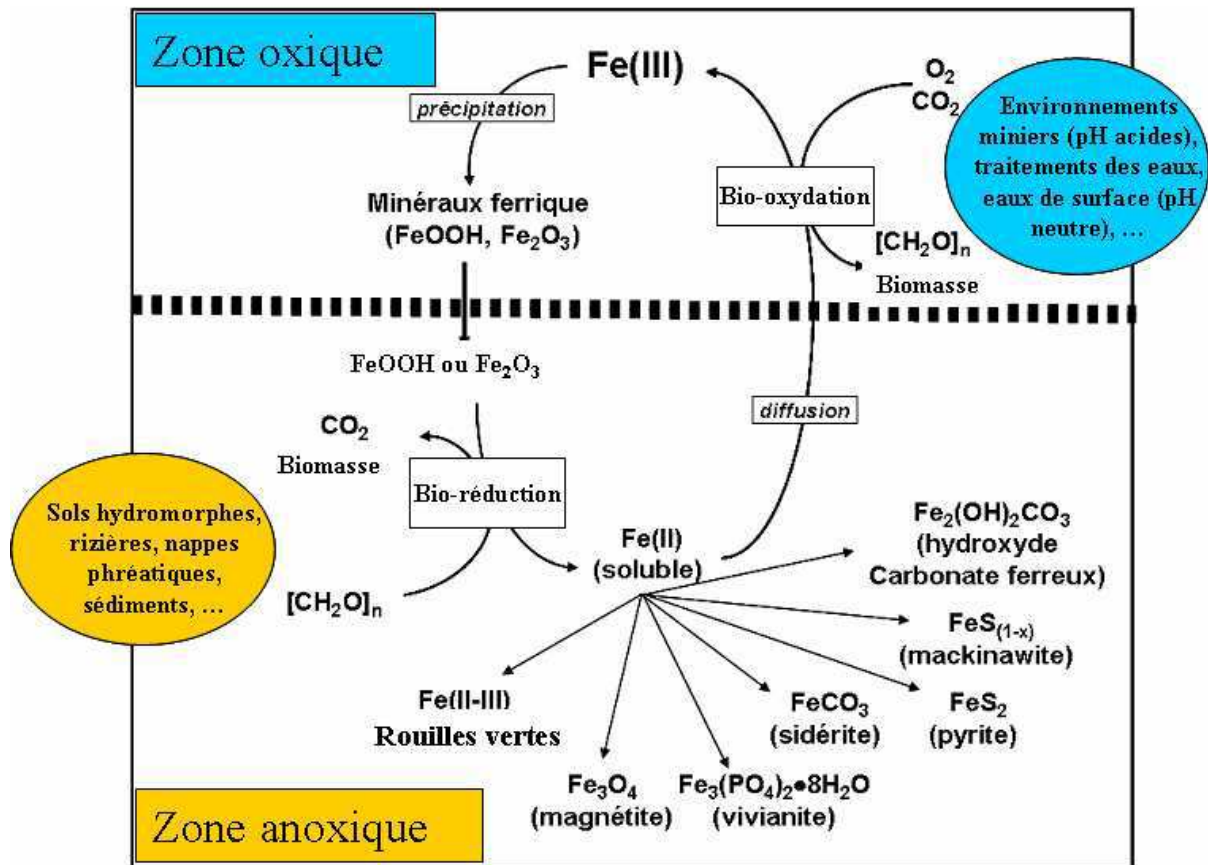 Zone oxique
Fe(III)
précipitation
O₂
CO₂
Environnements
miniers (pH acides),
traitements des eaux,
eaux de surface (pH
neutre), …
Bio-oxydation
Minéraux ferrique
(FeOOH, Fe₂O₃)
[CH₂O]ₙ
Biomasse
FeOOH ou Fe₂O₃
diffusion
CO₂
Biomasse
Bio-réduction
Sols hydromorphes,
rizières, nappes
phréatiques,
sédiments, …
[CH₂O]ₙ
Fe(II)
(soluble)
Fe₂(OH)₂CO₃
(hydroxyde
Carbonate ferreux)
FeS₍₁₋ₓ₎
(mackinawite)
Fe(II-III)
Rouilles vertes
FeCO₃
(sidérite)
FeS₂
(pyrite)
Fe₃O₄
(magnétite)
Fe₃(PO₄)₂●8H₂O
(vivianite)
Zone anoxique